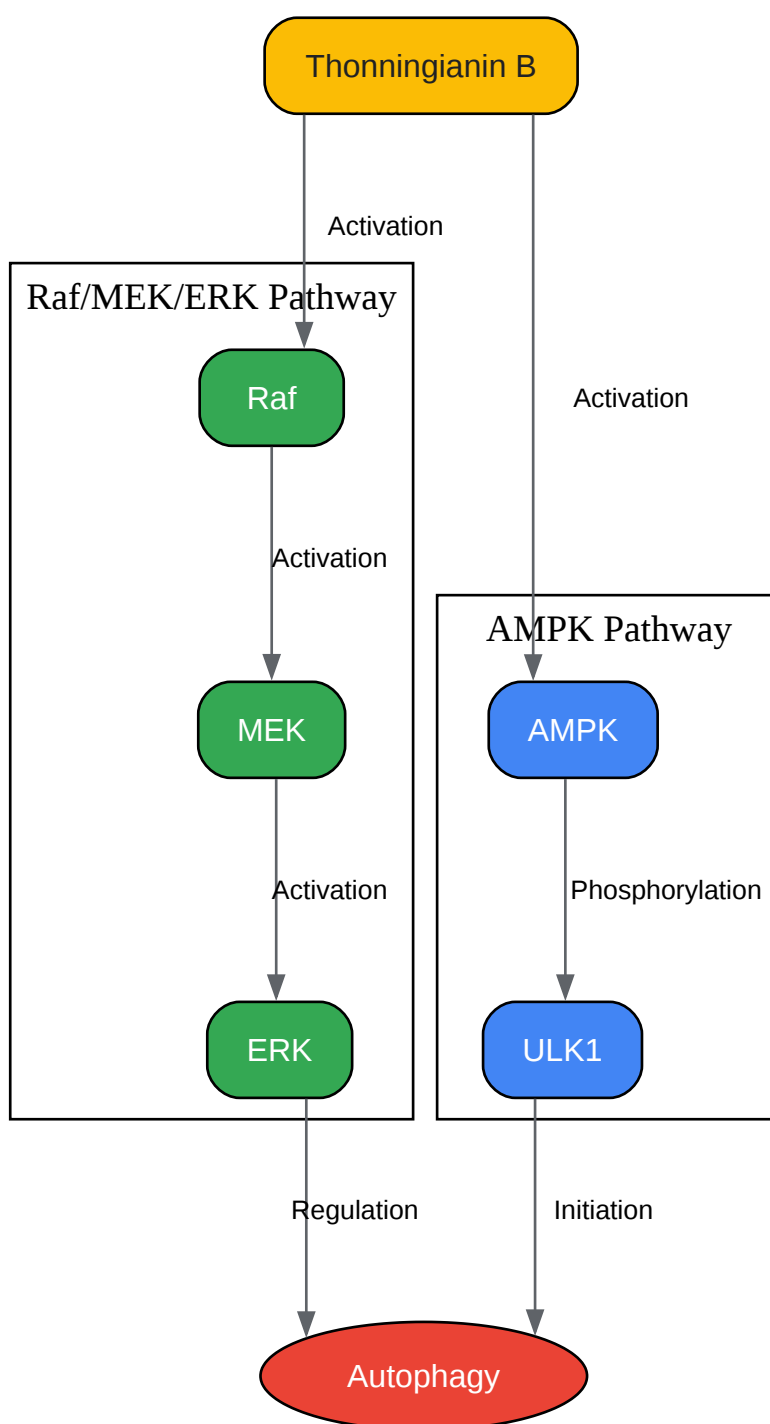 Thonningianin B
Activation
Raf/MEK/ERK Pathway
Raf
Activation
Activation
AMPK Pathway
MEK
AMPK
Activation
Phosphorylation
ERK
ULK1
Regulation
Initiation
Autophagy